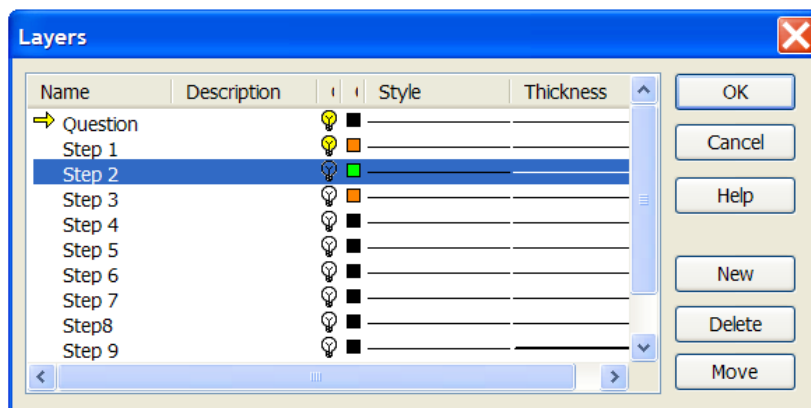 Layers
Name Description Style Thickness
Question
Step 1
Step 2
Step 3
Step 4
Step 5
Step 6
Step 7
Step8
Step 9
OK
Cancel
Help
New
Delete
Move